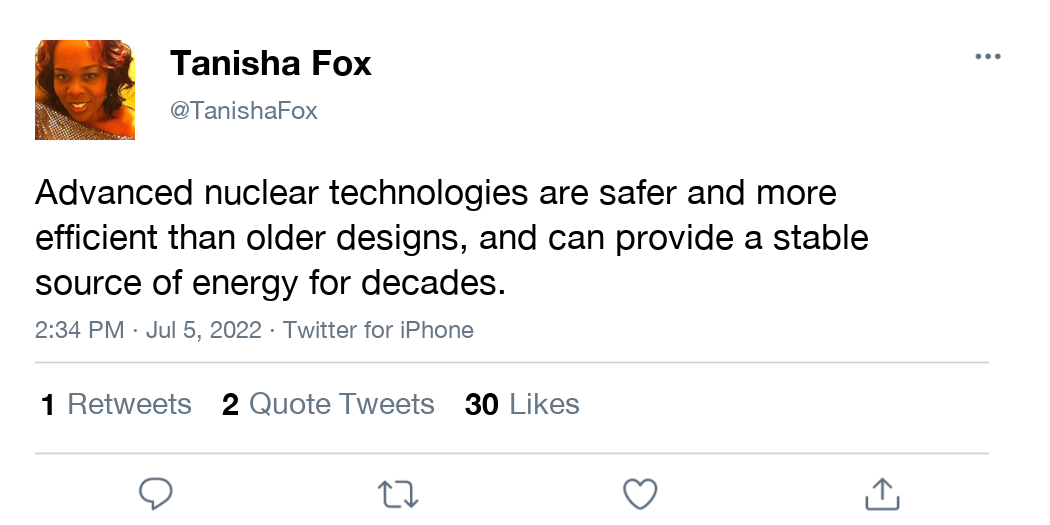 Tanisha Fox
@TanishaFox
Advanced nuclear technologies are safer and more
efficient than older designs, and can provide a stable
source of energy for decades.
2:34 PM · Jul 5, 2022 · Twitter for iPhone
1 Retweets 2 Quote Tweets 30 Likes